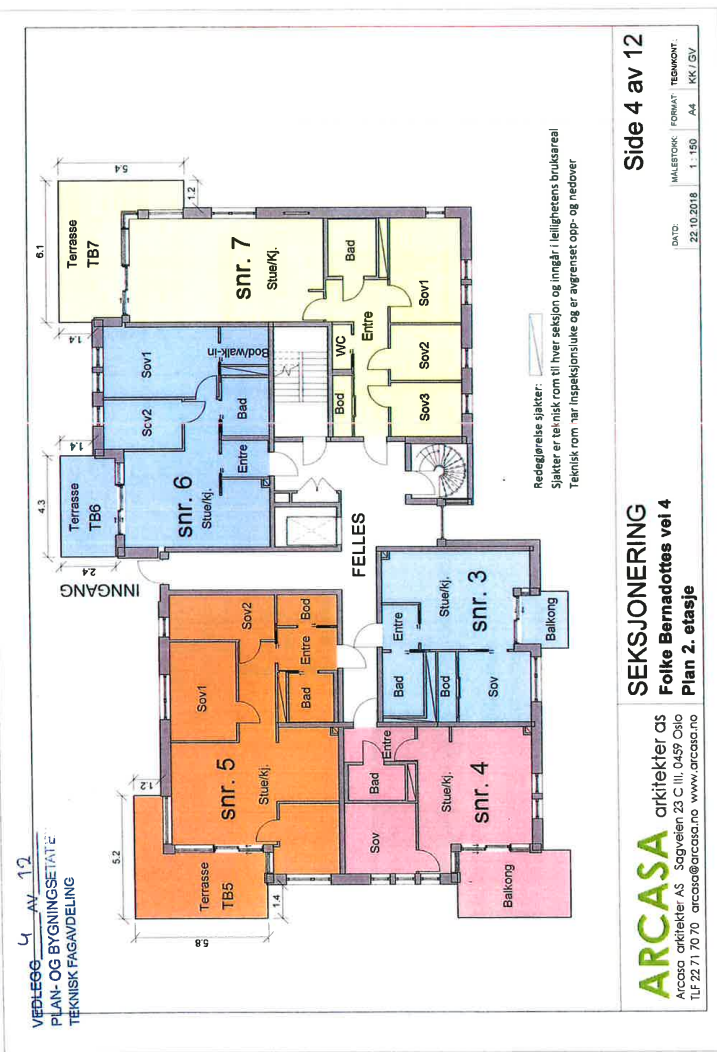 VEDLEGG 4 AV 12
PLAN- OG BYGNINGSETATEN
TEKNISK FAGAVDELING
5.2
1.2
5.8
1.4
Terrasse
TB5
snr. 5
Stue/kj.
Sov1
Sov2
Bad
Entre
Bod
INNGANG
2.4
4.3
1.4
Terrasse
TB6
snr. 6
Stue/kj.
Sov2
Sov1
Entre
Bad
Bod/walk-in
1.4
6.1
5.4
1.2
Terrasse
TB7
snr. 7
Stue/Kj.
Bad
WC
Bod
Entre
Sov3
Sov2
Sov1
FELLES
Sov
Bad
Entre
Stue/kj.
snr. 4
Balkong
Bad
Entre
Bod
Sov
Stue/kj.
snr. 3
Balkong
Redegjørelse sjakter:
Sjakter er teknisk rom til hver seksjon og inngår i leilighetens bruksareal
Teknisk rom har inspeksjonsluke og er avgrenset opp- og nedover
ARCASA arkitekter as
Arcasa arkitekter AS Sagveien 23 C III, 0459 Oslo
TLF 22 71 70 70 arcasa@arcasa.no www.arcasa.no
SEKSJONERING
Folke Bernadottes vei 4
Plan 2. etasje
Side 4 av 12
DATO: MÅLESTOKK: FORMAT: TEGN/KONT.:
22.10.2018 1 : 150 A4 KK / GV